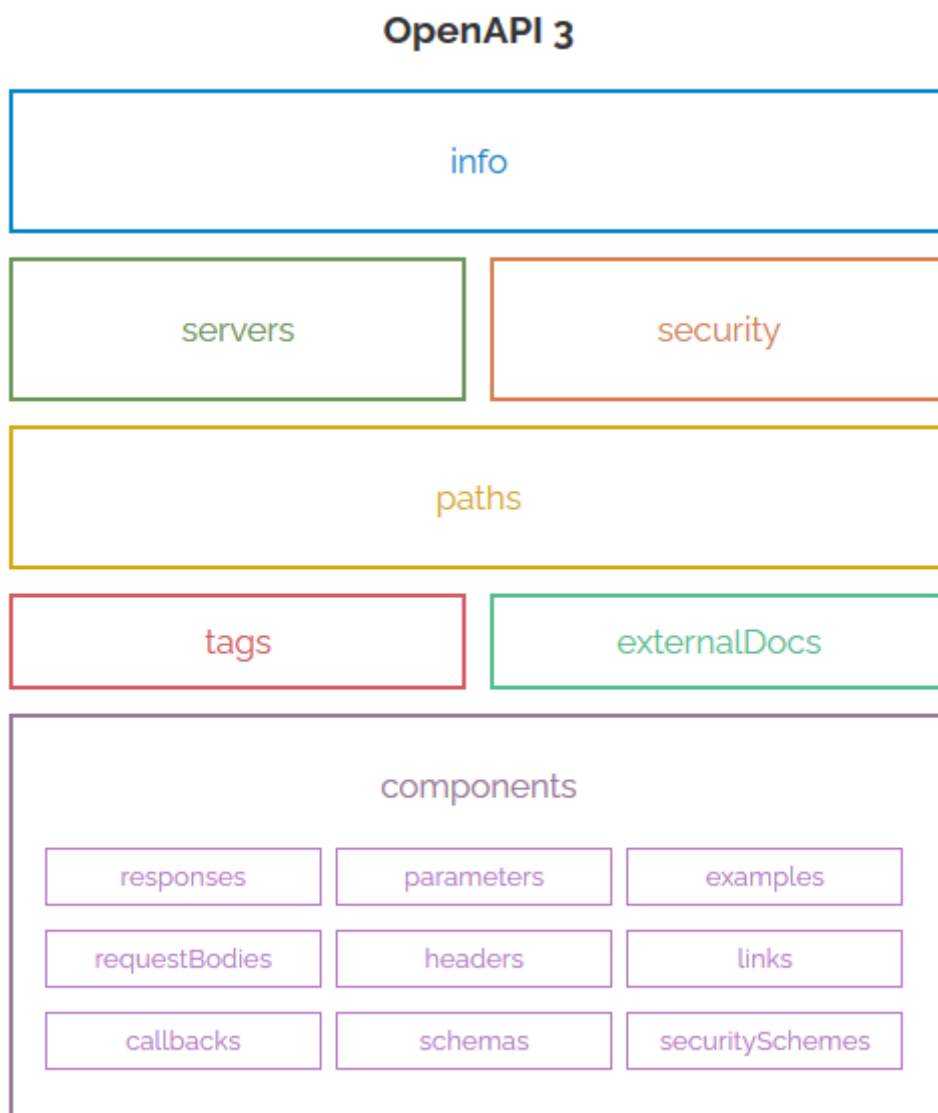 OpenAPI 3
info
servers
security
paths
tags
externalDocs
components
responses
parameters
examples
requestBodies
headers
links
callbacks
schemas
securitySchemes